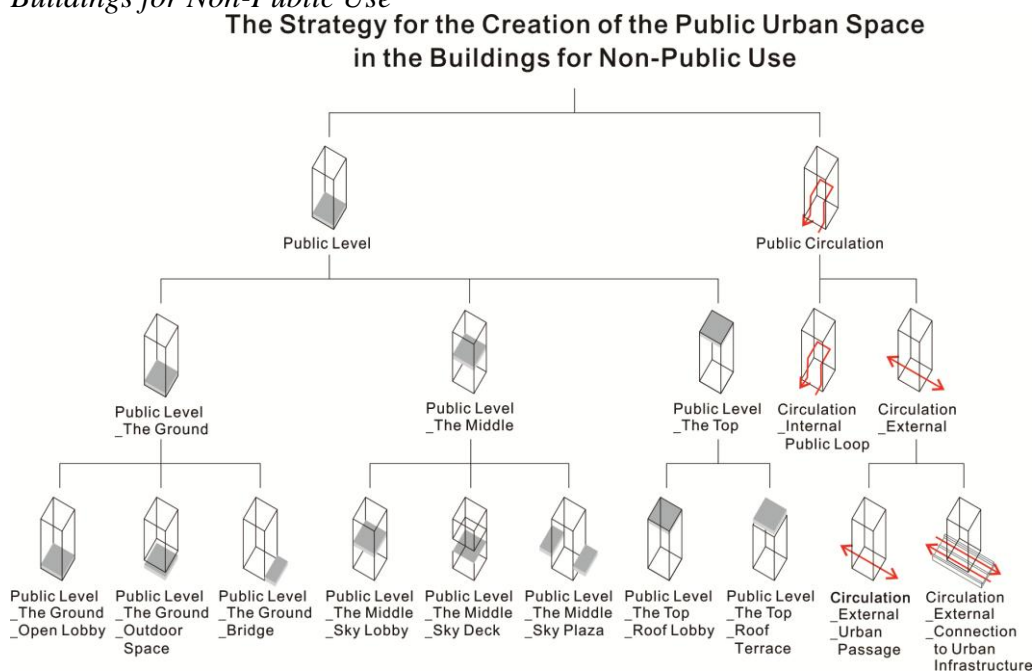 Buildings for Non-Public Use
The Strategy for the Creation of the Public Urban Space
in the Buildings for Non-Public Use
Public Level
Public Circulation
Public Level
_The Ground
Public Level
_The Middle
Public Level
_The Top
Circulation
_Internal
Public Loop
Circulation
_External
Public Level
_The Ground
_Open Lobby
Public Level
_The Ground
_Outdoor
Space
Public Level
_The Ground
_Bridge
Public Level
_The Middle
_Sky Lobby
Public Level
_The Middle
_Sky Deck
Public Level
_The Middle
_Sky Plaza
Public Level
_The Top
_Roof Lobby
Public Level
_The Top
_Roof
Terrace
Circulation
_External
_Urban
Passage
Circulation
_External
_Connection
to Urban
Infrastructure